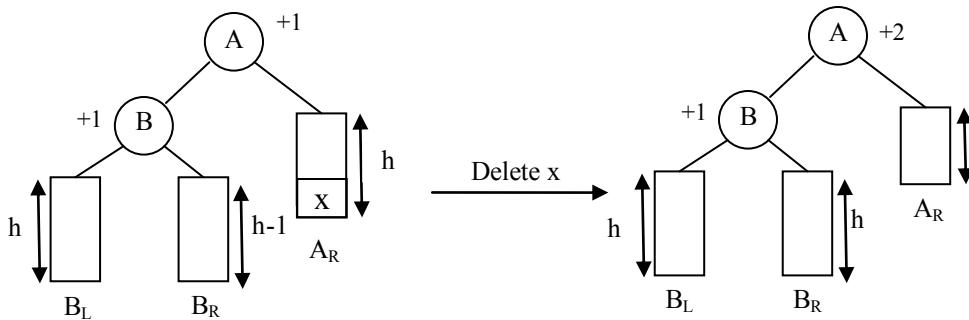 A +1
B +1
h
h-1
x
h
B_L
B_R
A_R
Delete x
A +2
B +1
h
h
B_L
B_R
A_R
h